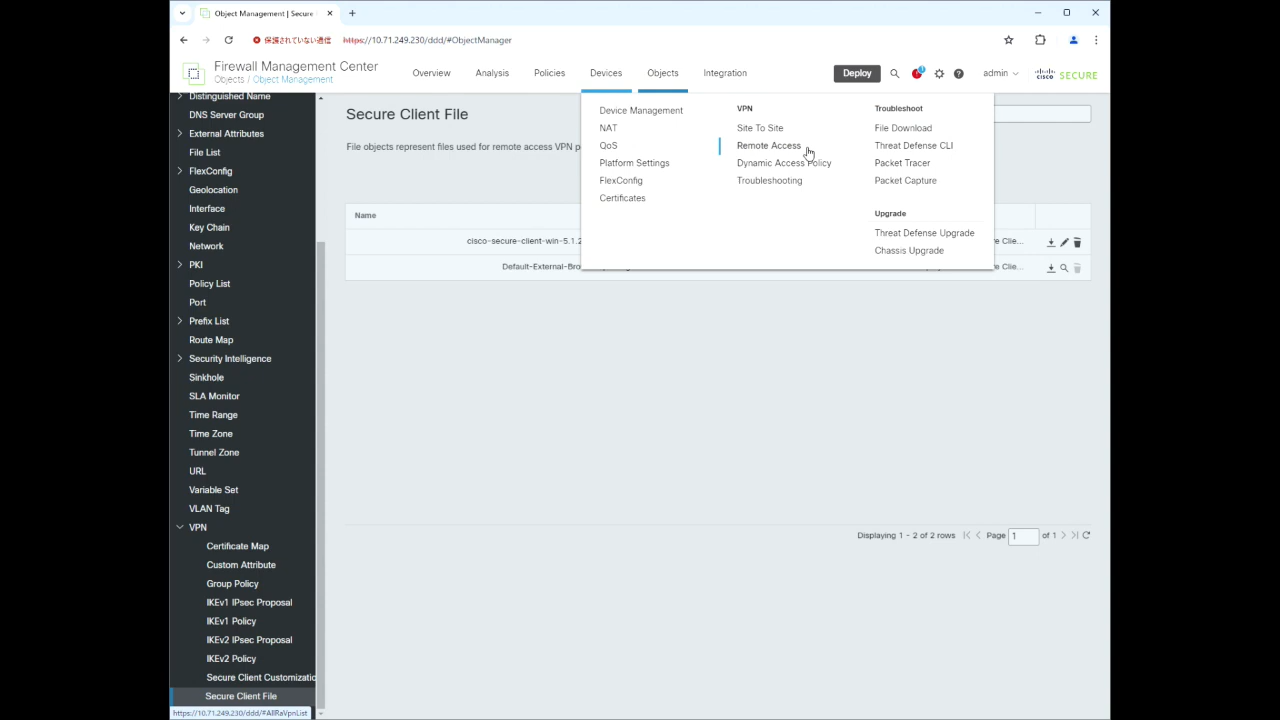 Object Management | Secure
保護されていない通信
https://10.71.249.230/ddd/#ObjectManager
Firewall Management Center
Objects / Object Management
Overview
Analysis
Policies
Devices
Objects
Integration
Deploy
1
admin
cisco SECURE
Distinguished Name
DNS Server Group
External Attributes
File List
FlexConfig
Geolocation
Interface
Key Chain
Network
PKI
Policy List
Port
Prefix List
Route Map
Security Intelligence
Sinkhole
SLA Monitor
Time Range
Time Zone
Tunnel Zone
URL
Variable Set
VLAN Tag
VPN
Certificate Map
Custom Attribute
Group Policy
IKEv1 IPsec Proposal
IKEv1 Policy
IKEv2 IPsec Proposal
IKEv2 Policy
Secure Client Customizatio
Secure Client File
https://10.71.249.230/ddd/#AllRaVpnList
Secure Client File
File objects represent files used for remote access VPN p
Device Management
NAT
QoS
Platform Settings
FlexConfig
Certificates
VPN
Site To Site
Remote Access
Dynamic Access Policy
Troubleshooting
Troubleshoot
File Download
Threat Defense CLI
Packet Tracer
Packet Capture
Upgrade
Threat Defense Upgrade
Chassis Upgrade
Name
cisco-secure-client-win-5.1.2
e Clie...
Default-External-Bro
e Clie...
Displaying 1 - 2 of 2 rows
Page 1 of 1